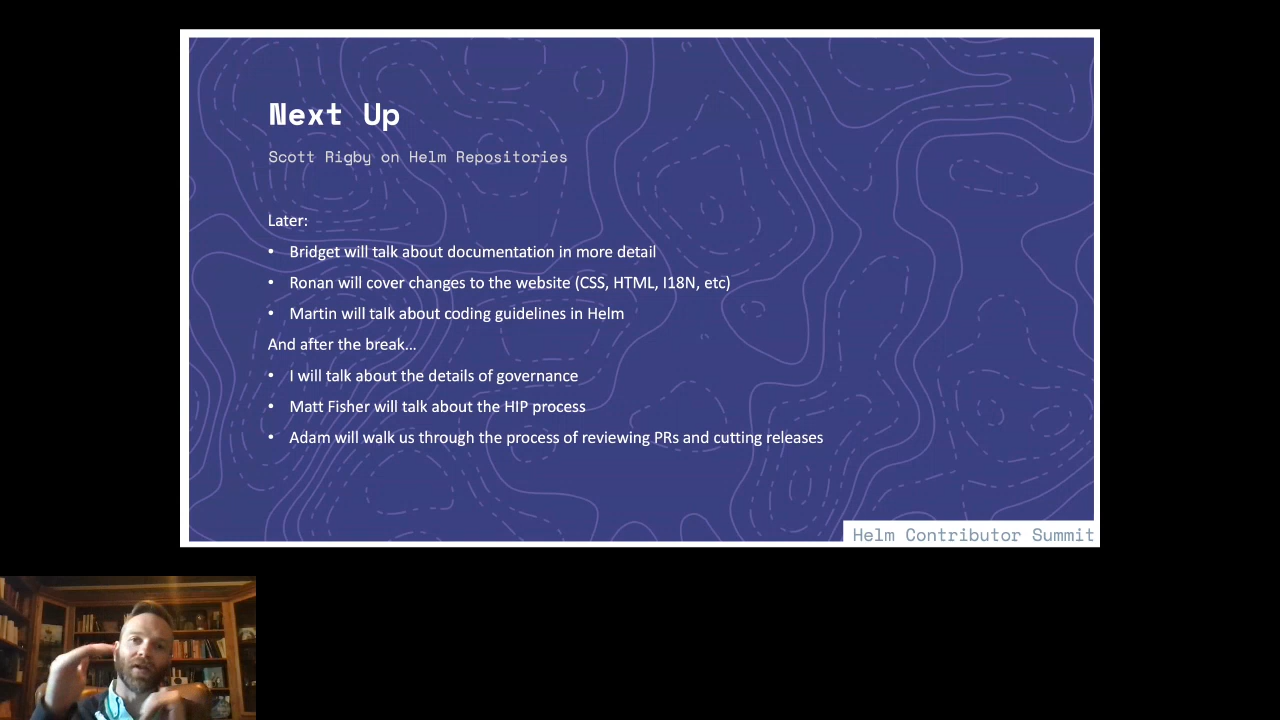 Next Up
Scott Rigby on Helm Repositories
Later:
• Bridget will talk about documentation in more detail
• Ronan will cover changes to the website (CSS, HTML, I18N, etc)
• Martin will talk about coding guidelines in Helm
And after the break…
• I will talk about the details of governance
• Matt Fisher will talk about the HIP process
• Adam will walk us through the process of reviewing PRs and cutting releases
Helm Contributor Summit